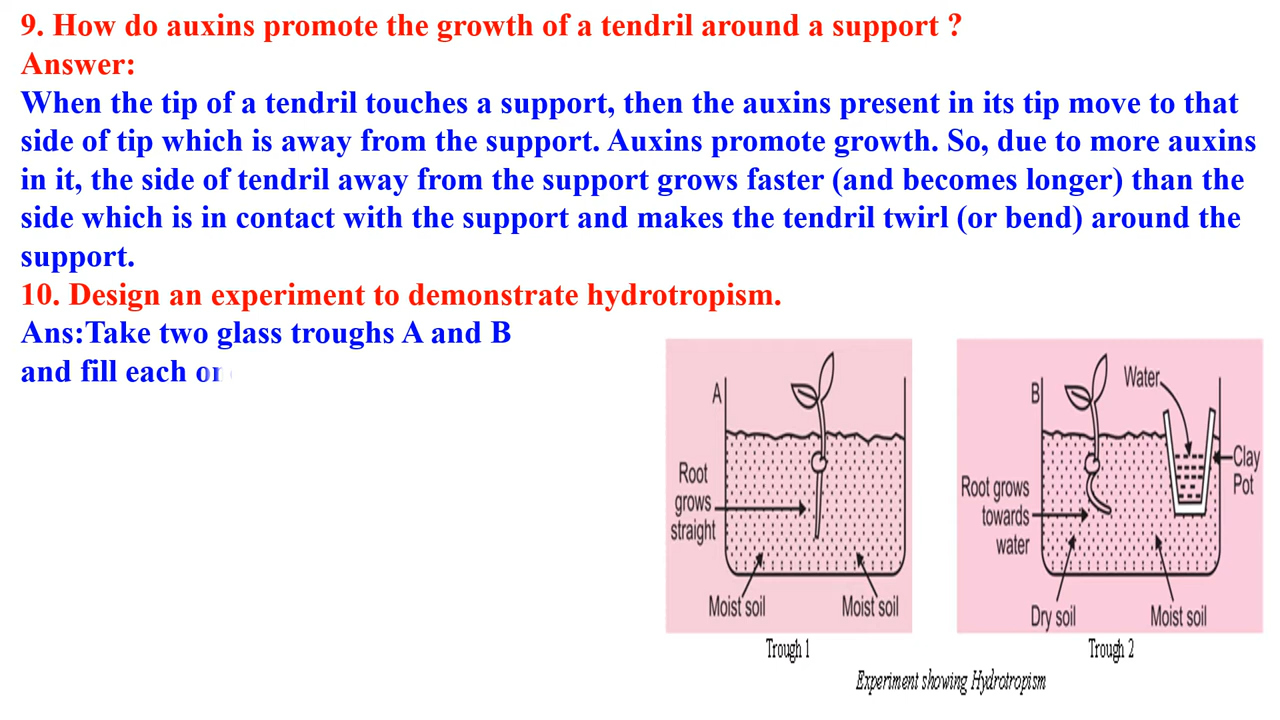 9. How do auxins promote the growth of a tendril around a support ?
Answer:
When the tip of a tendril touches a support, then the auxins present in its tip move to that
side of tip which is away from the support. Auxins promote growth. So, due to more auxins
in it, the side of tendril away from the support grows faster (and becomes longer) than the
side which is in contact with the support and makes the tendril twirl (or bend) around the
support.
10. Design an experiment to demonstrate hydrotropism.
Ans:Take two glass troughs A and B
and fill each
A
Root
grows
straight
Moist soil
Moist soil
Trough 1
B
Water
Clay
Pot
Root grows
towards
water
Dry soil
Moist soil
Trough 2
Experiment showing Hydrotropism